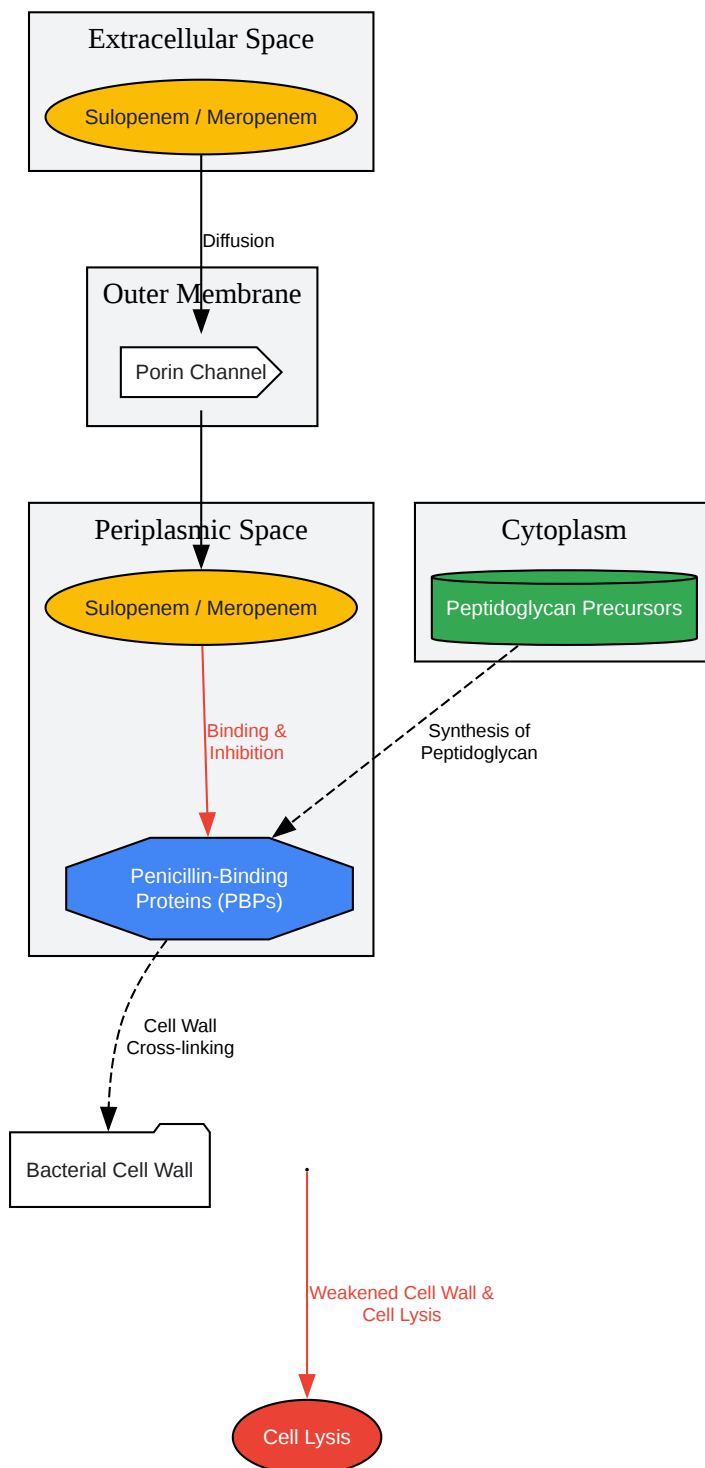 Extracellular Space
Sulopenem / Meropenem
Diffusion
Outer Membrane
Porin Channel
Periplasmic Space
Sulopenem / Meropenem
Cytoplasm
Peptidoglycan Precursors
Binding &
Inhibition
Synthesis of
Peptidoglycan
Penicillin-Binding
Proteins (PBPs)
Cell Wall
Cross-linking
Bacterial Cell Wall
Weakened Cell Wall &
Cell Lysis
Cell Lysis